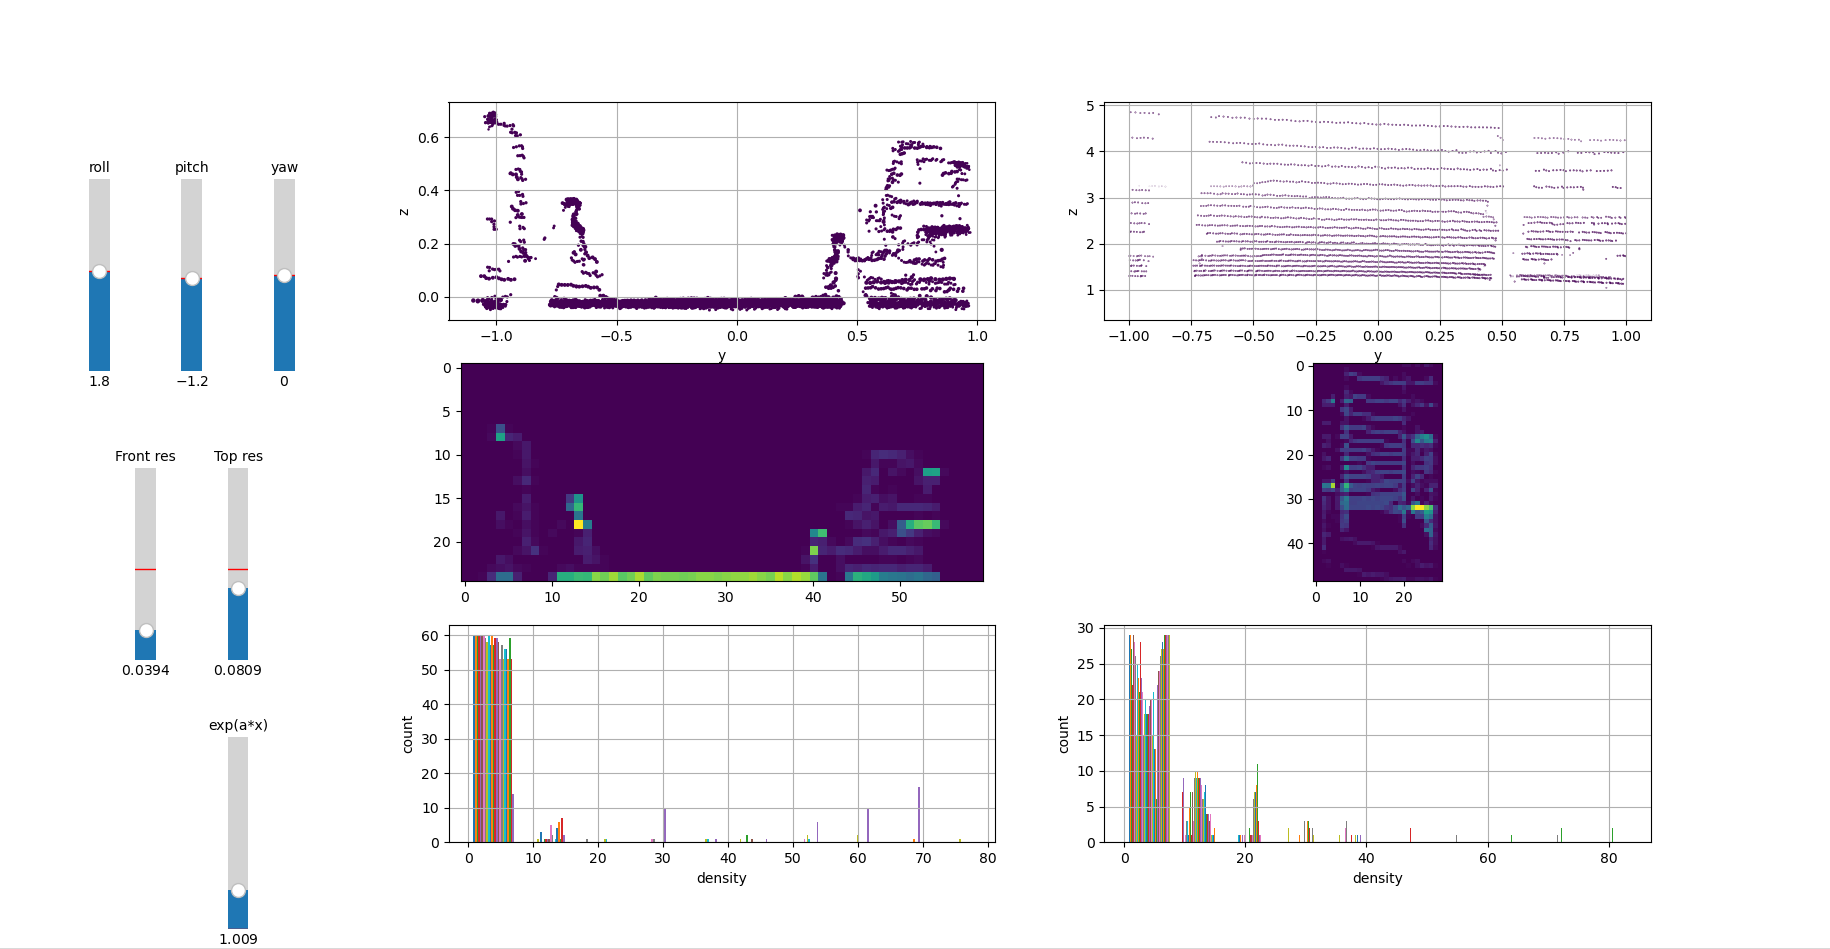 roll pitch yaw
1.8 −1.2 0
Front res Top res
0.0394 0.0809
exp(a*x)
1.009
0.6
0.4
0.2
0.0
z
−1.0 −0.5 0.0 0.5 1.0
y
5
4
3
2
1
z
−1.00 −0.75 −0.50 −0.25 0.00 0.25 0.50 0.75 1.00
y
0
5
10
15
20
0 10 20 30 40 50
0
10
20
30
40
0 10 20
60
50
40
30
20
10
0
count
0 10 20 30 40 50 60 70 80
density
30
25
20
15
10
5
0
count
0 20 40 60 80
density